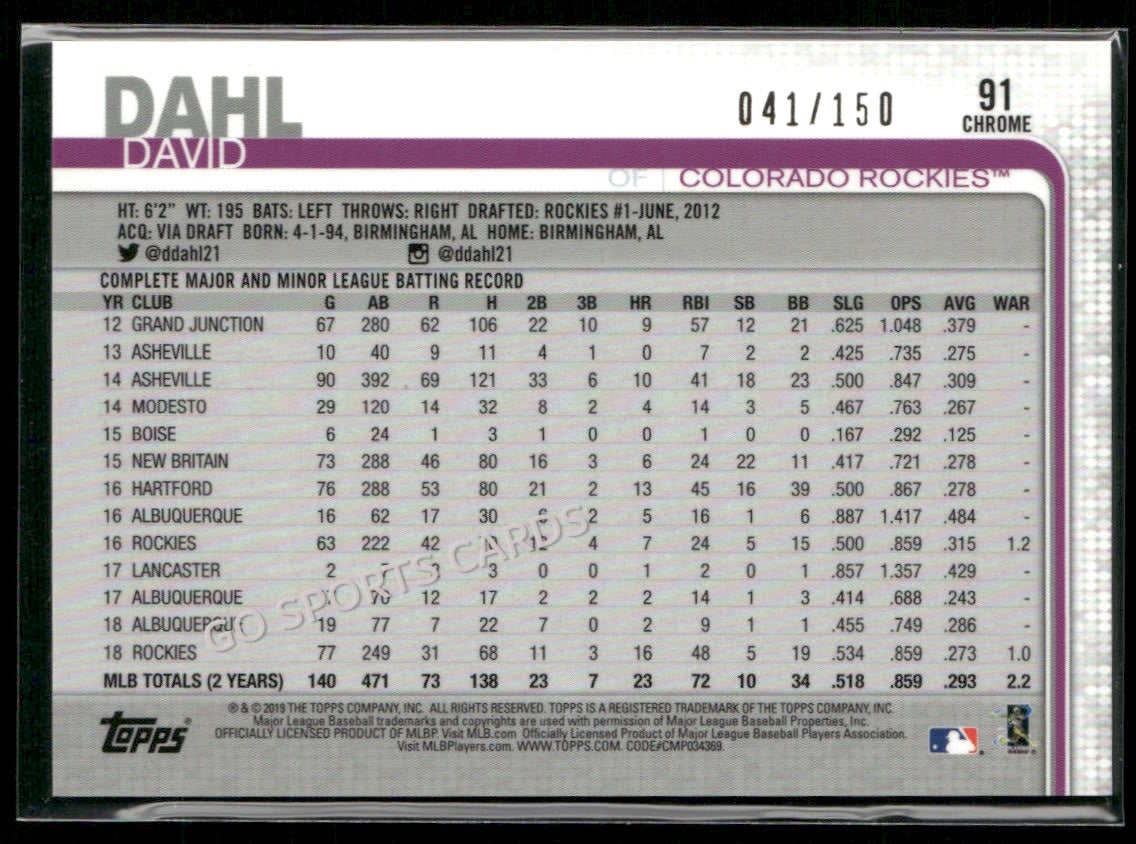 DAHL
DAVID
041/150
91
CHROME
OF | COLORADO ROCKIES™
HT: 6'2" WT: 195 BATS: LEFT THROWS: RIGHT DRAFTED: ROCKIES #1-JUNE, 2012
ACQ: VIA DRAFT BORN: 4-1-94, BIRMINGHAM, AL HOME: BIRMINGHAM, AL
@ddahl21 @ddahl21
COMPLETE MAJOR AND MINOR LEAGUE BATTING RECORD
YR CLUB G AB R H 2B 3B HR RBI SB BB SLG OPS AVG WAR
12 GRAND JUNCTION 67 280 62 106 22 10 9 57 12 21 .625 1.048 .379 -
13 ASHEVILLE 10 40 9 11 4 1 0 7 2 2 .425 .735 .275 -
14 ASHEVILLE 90 392 69 121 33 6 10 41 18 23 .500 .847 .309 -
14 MODESTO 29 120 14 32 8 2 4 14 3 5 .467 .763 .267 -
15 BOISE 6 24 1 3 1 0 0 1 0 0 .167 .292 .125 -
15 NEW BRITAIN 73 288 46 80 16 3 6 24 22 11 .417 .721 .278 -
16 HARTFORD 76 288 53 80 21 2 13 45 16 39 .500 .867 .278 -
16 ALBUQUERQUE 16 62 17 30 2 5 16 1 6 .887 1.417 .484 -
16 ROCKIES 63 222 42 4 7 24 5 15 .500 .859 .315 1.2
17 LANCASTER 2 3 0 0 1 2 0 1 .857 1.357 .429 -
17 ALBUQUERQUE 70 12 17 2 2 2 14 1 3 .414 .688 .243 -
18 ALBUQUERQUE 19 77 7 22 7 0 2 9 1 1 .455 .749 .286 -
18 ROCKIES 77 249 31 68 11 3 16 48 5 19 .534 .859 .273 1.0
MLB TOTALS (2 YEARS) 140 471 73 138 23 7 23 72 10 34 .518 .859 .293 2.2
GO SPORTS CARDS
topps®
® & © 2019 THE TOPPS COMPANY, INC. ALL RIGHTS RESERVED. TOPPS IS A REGISTERED TRADEMARK OF THE TOPPS COMPANY, INC.
Major League Baseball trademarks and copyrights are used with permission of Major League Baseball Properties, Inc.
OFFICIALLY LICENSED PRODUCT OF MLBP. Visit MLB.com Officially Licensed Product of Major League Baseball Players Association.
Visit MLBPlayers.com. WWW.TOPPS.COM. CODE#CMP034369.